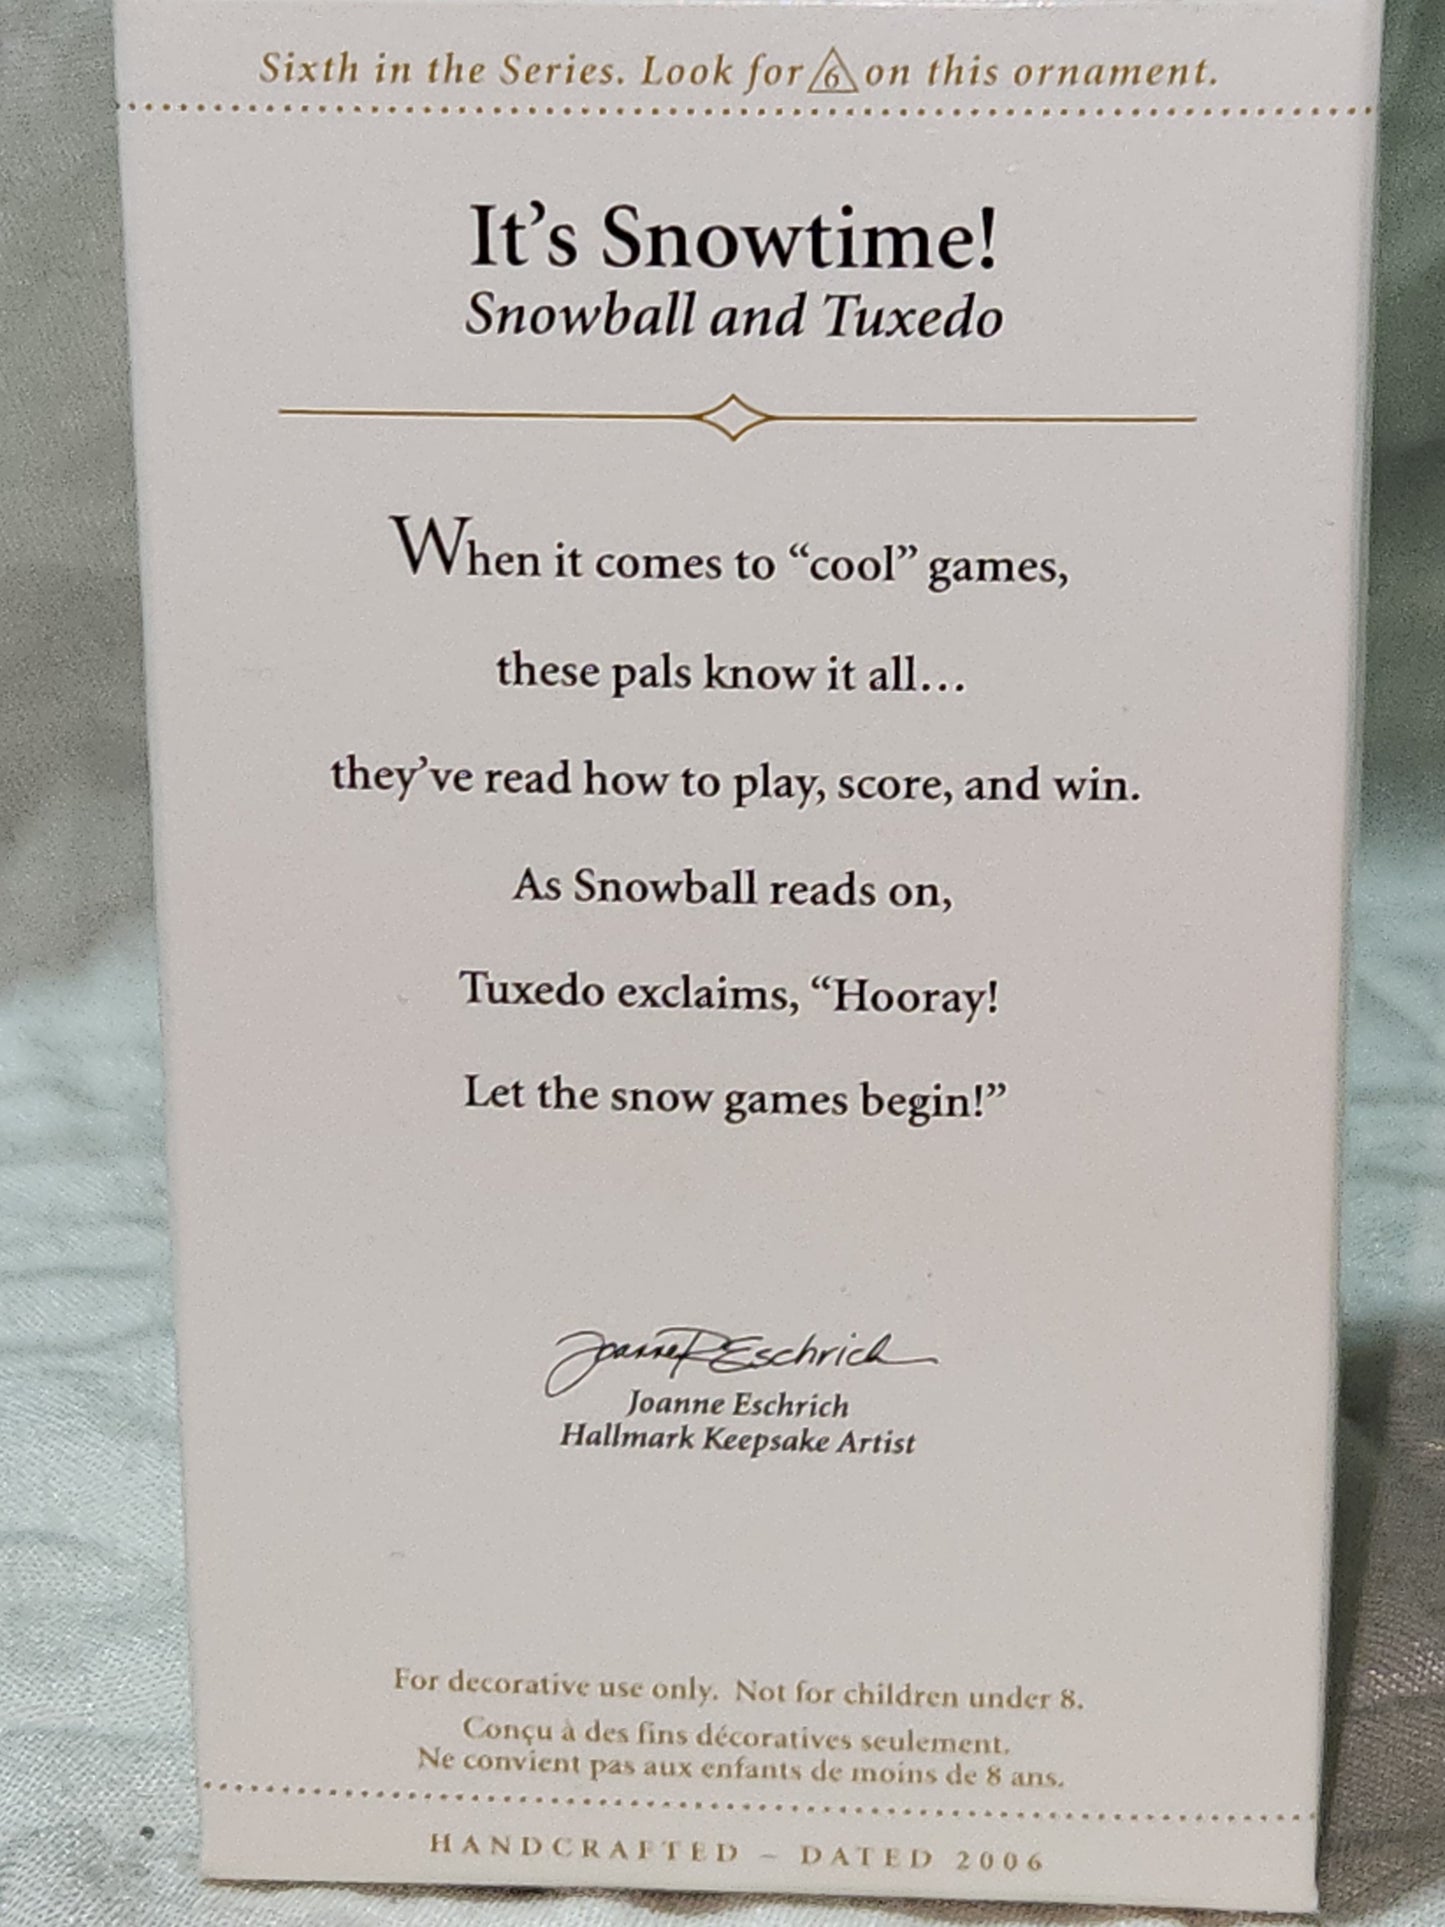 Sixth in the Series. Look for 6 on this ornament.
It's Snowtime!
Snowball and Tuxedo
When it comes to “cool” games,
these pals know it all…
they've read how to play, score, and win.
As Snowball reads on,
Tuxedo exclaims, “Hooray!
Let the snow games begin!”
Joanne R Eschrich
Joanne Eschrich
Hallmark Keepsake Artist
For decorative use only. Not for children under 8.
Conçu à des fins décoratives seulement.
Ne convient pas aux enfants de moins de 8 ans.
HANDCRAFTED – DATED 2006